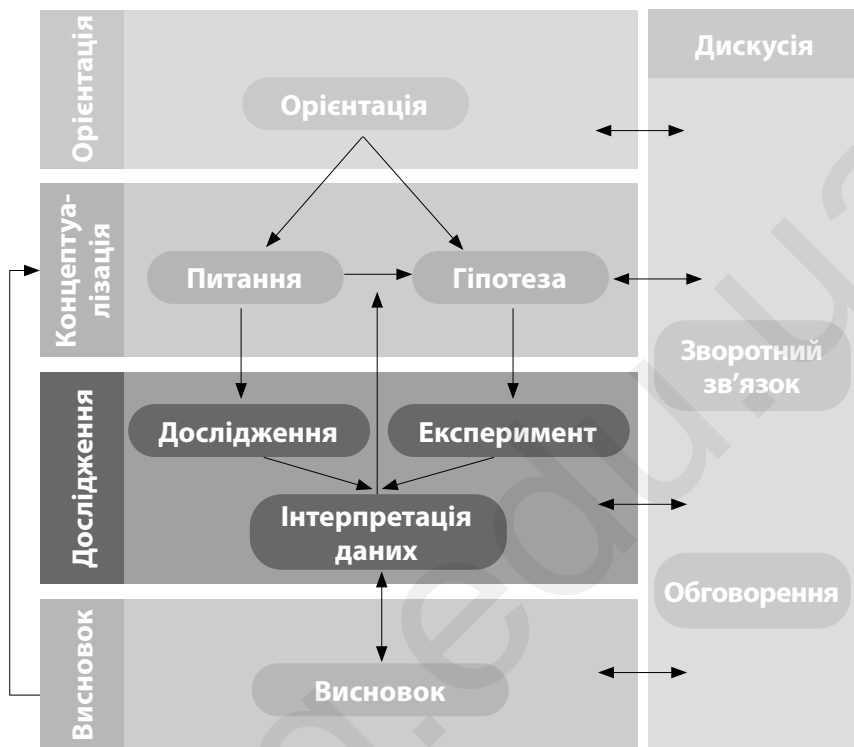 Орієнтація
Орієнтація
Дискусія
Концептуа-
лізація
Питання
Гіпотеза
Зворотний
зв’язок
Дослідження
Дослідження
Експеримент
Інтерпретація
даних
Обговорення
Висновок
Висновок